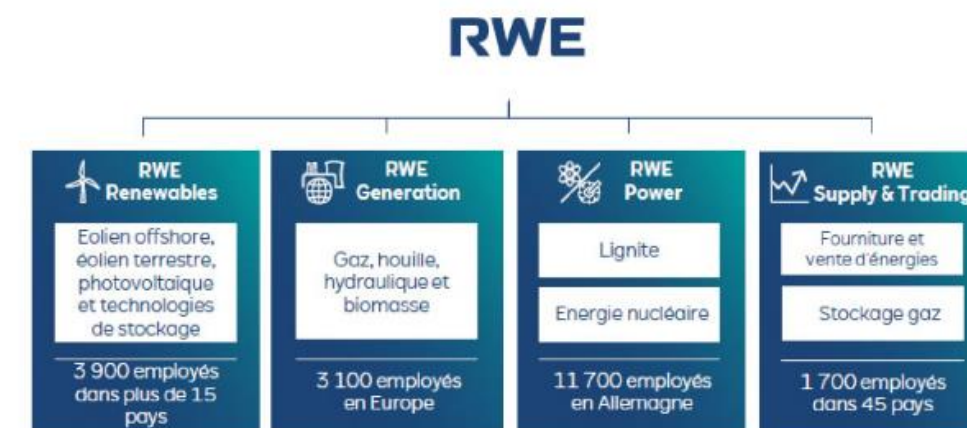 RWE
RWE
Renewables
Eolien offshore,
éolien terrestre,
photovoltaïque
et technologies
de stockage
3 900 employés
dans plus de 15
pays
RWE
Generation
Gaz, houille,
hydraulique et
biomasse
3 100 employés
en Europe
RWE
Power
Lignite
Energie nucléaire
11 700 employés
en Allemagne
RWE
Supply & Trading
Fourniture et
vente d'énergies
Stockage gaz
1 700 employés
dans 45 pays